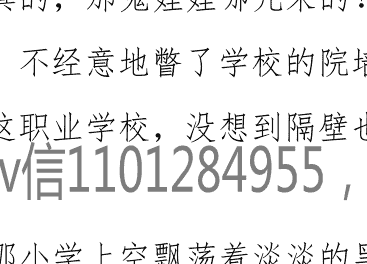 真的，那鬼娃娃哪儿来的？
不经意地瞥了学校的院墙
这职业学校，没想到隔壁也
v信1101284955，
那小学上空飘荡着淡淡的黑